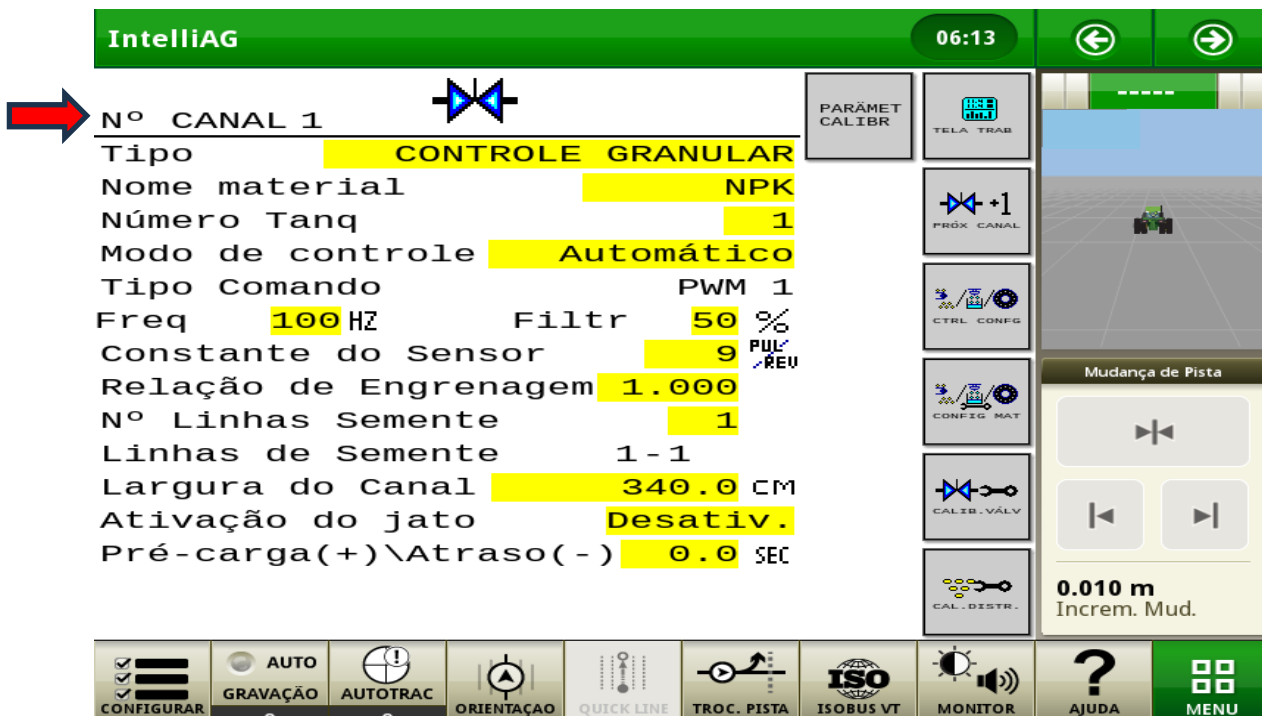 IntelliAG
06:13
Nº CANAL 1
PARÄMET
CALIBR
TELA TRAB
Tipo CONTROLE GRANULAR
Nome material NPK
Número Tanq 1
+1
PRÓX CANAL
Modo de controle Automático
Tipo Comando PWM 1
Freq 100 HZ Filtr 50 %
CTRL CONFG
Constante do Sensor 9 PUL/
/REV
Relação de Engrenagem 1.000
Nº Linhas Semente 1
CONFIG MAT
Linhas de Semente 1-1
Largura do Canal 340.0 CM
CALIB.VÁLV
Ativação do jato Desativ.
Pré-carga(+)\Atraso(-) 0.0 SEC
CAL.DISTR.
-----
Mudança de Pista
0.010 m
Increm. Mud.
CONFIGURAR
AUTO
GRAVAÇÃO
AUTOTRAC
ORIENTAÇAO
QUICK LINE
TROC. PISTA
ISO
ISOBUS VT
MONITOR
?
AJUDA
MENU